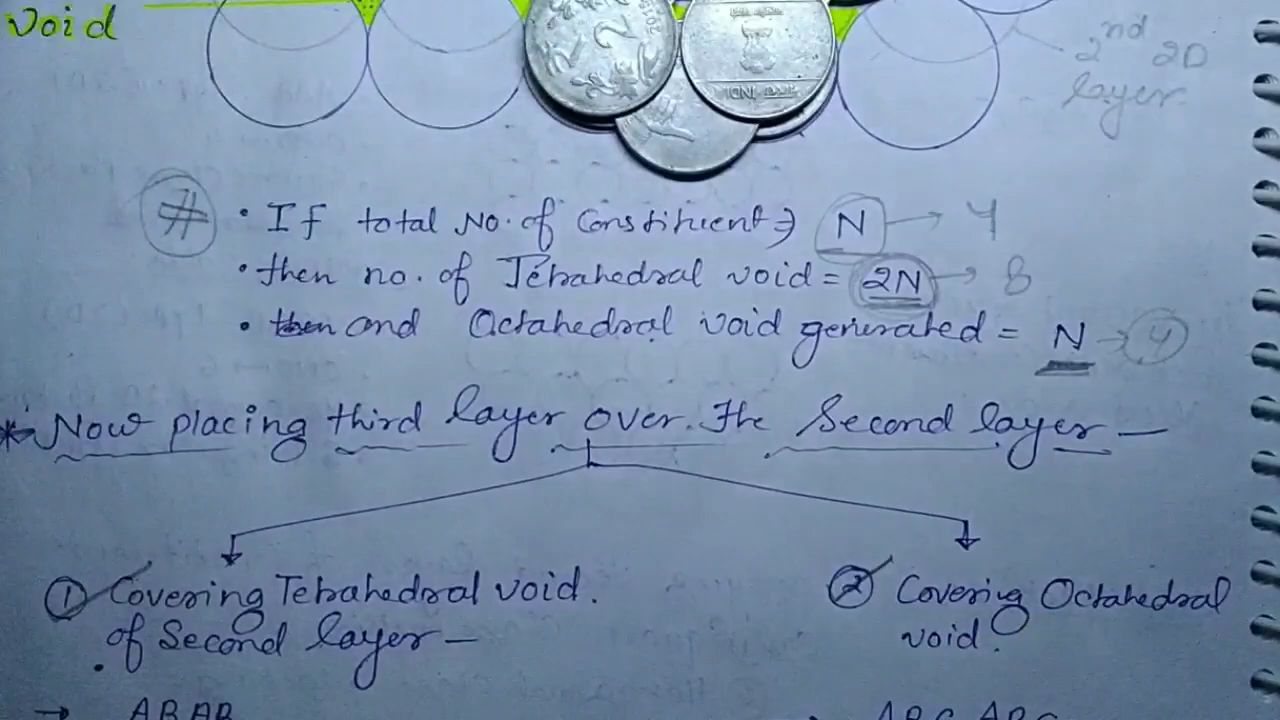 Void
2nd 2D
layer.
# • If total No. of Constituent ⇒ N → 4
• then no. of Tetrahedral void = 2N → 8
• then and Octahedral void generated = N → 4
* Now placing third layer over the Second layer —
① Covering Tetrahedral void.
of Second layer —
② Covering Octahedral
void.
→ ABAB
ABC ABC